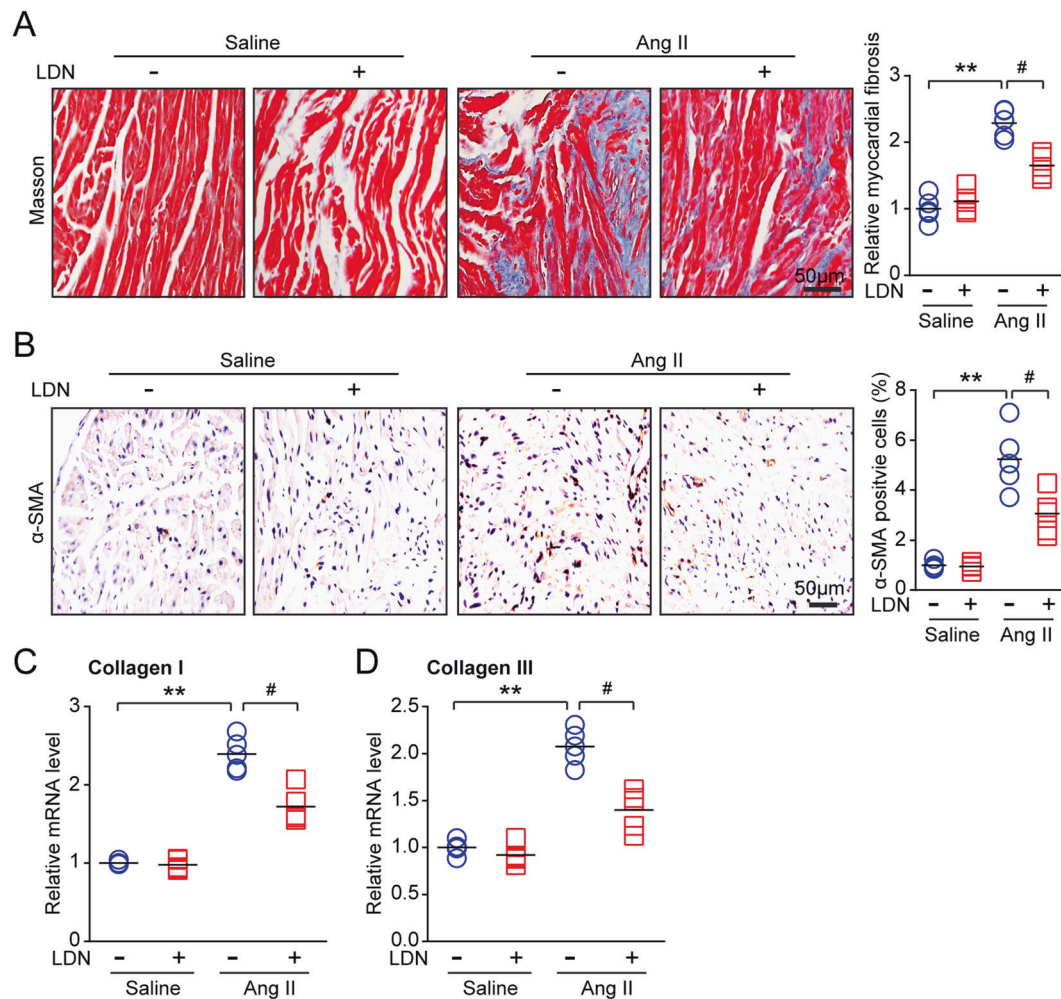 A
Saline
Ang II
LDN - + - +
Masson
50μm
Relative myocardial fibrosis
3
2
1
0
** #
LDN - + - +
Saline Ang II
B
Saline
Ang II
LDN - + - +
α-SMA
50μm
α-SMA positvie cells (%)
8
6
4
2
0
** #
LDN - + - +
Saline Ang II
C Collagen I
** #
Relative mRNA level
3
2
1
0
LDN - + - +
Saline Ang II
D Collagen III
** #
Relative mRNA level
2.5
2.0
1.5
1.0
0.5
0.0
LDN - + - +
Saline Ang II